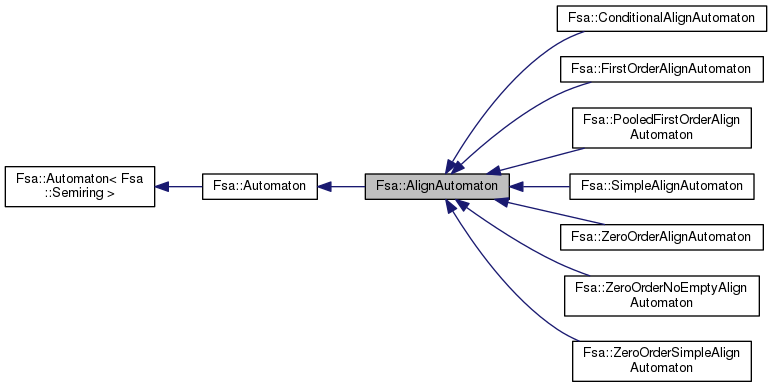 Fsa::ConditionalAlignAutomaton
Fsa::FirstOrderAlignAutomaton
Fsa::PooledFirstOrderAlign
Automaton
Fsa::Automaton< Fsa
::Semiring >
Fsa::Automaton
Fsa::AlignAutomaton
Fsa::SimpleAlignAutomaton
Fsa::ZeroOrderAlignAutomaton
Fsa::ZeroOrderNoEmptyAlign
Automaton
Fsa::ZeroOrderSimpleAlign
Automaton